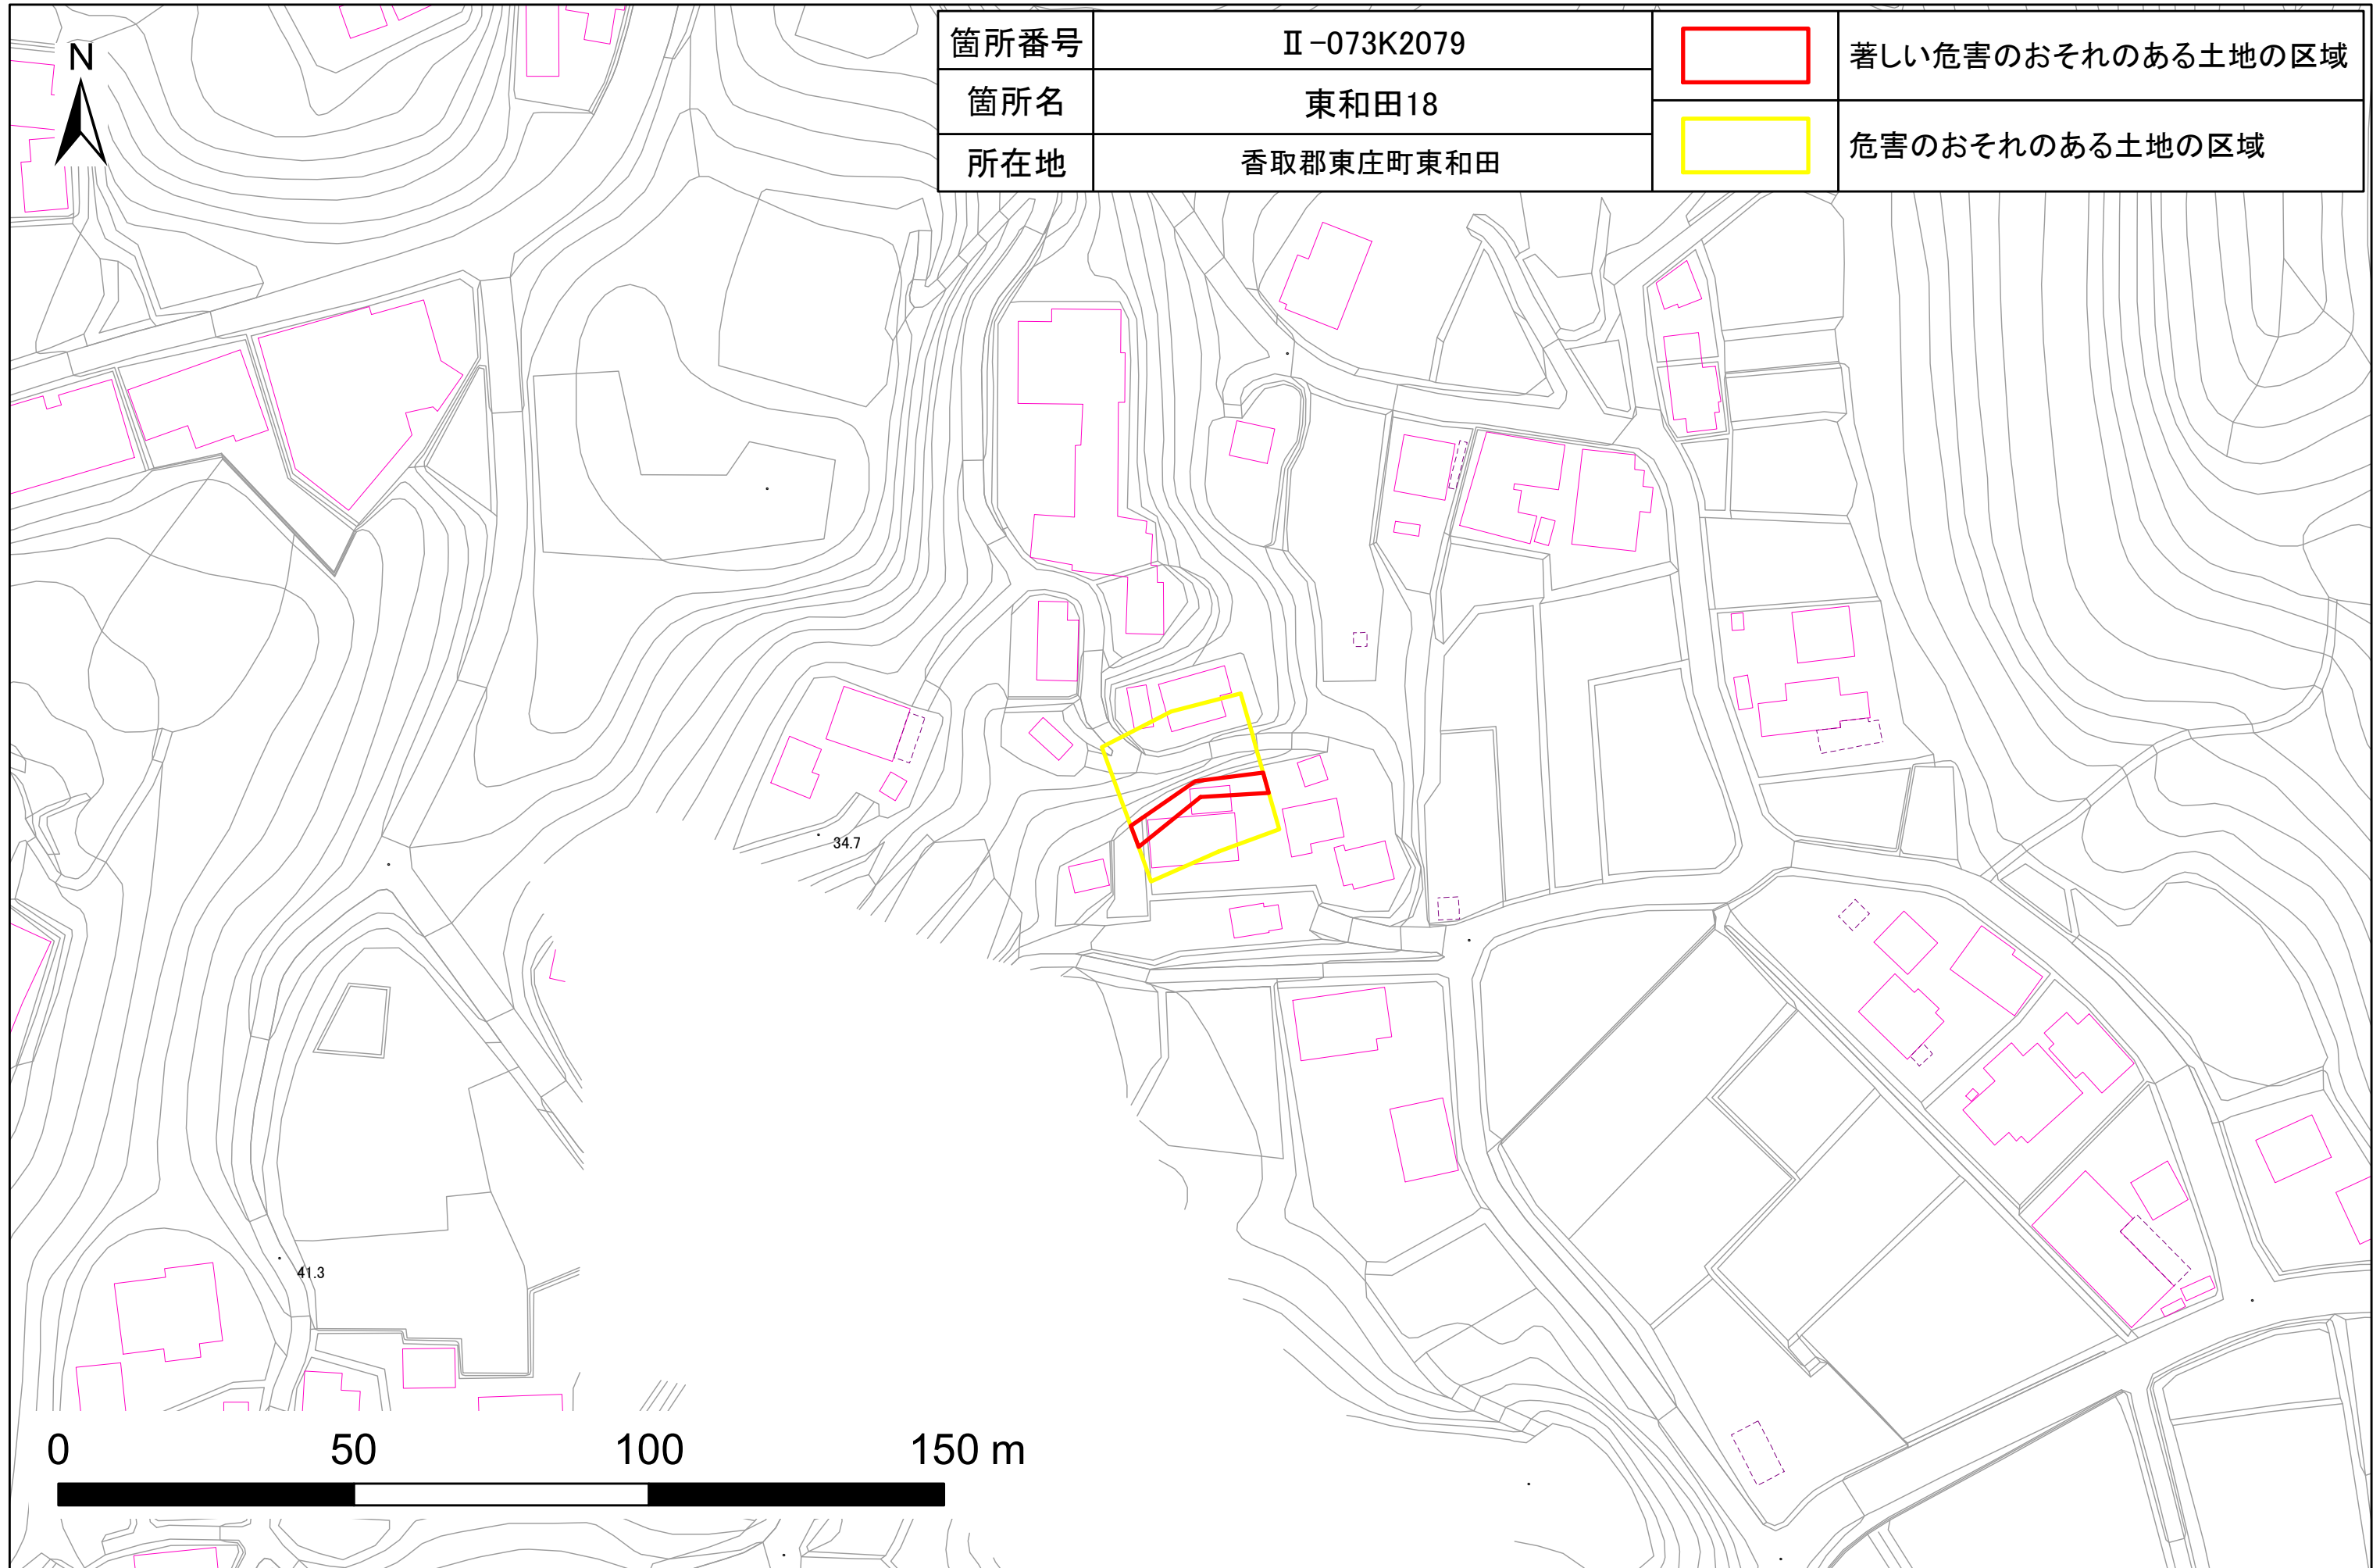 N
箇所番号 Ⅱ-073K2079
箇所名 東和田18
所在地 香取郡東庄町東和田
著しい危害のおそれのある土地の区域
危害のおそれのある土地の区域
34.7
41.3
0 50 100 150 m